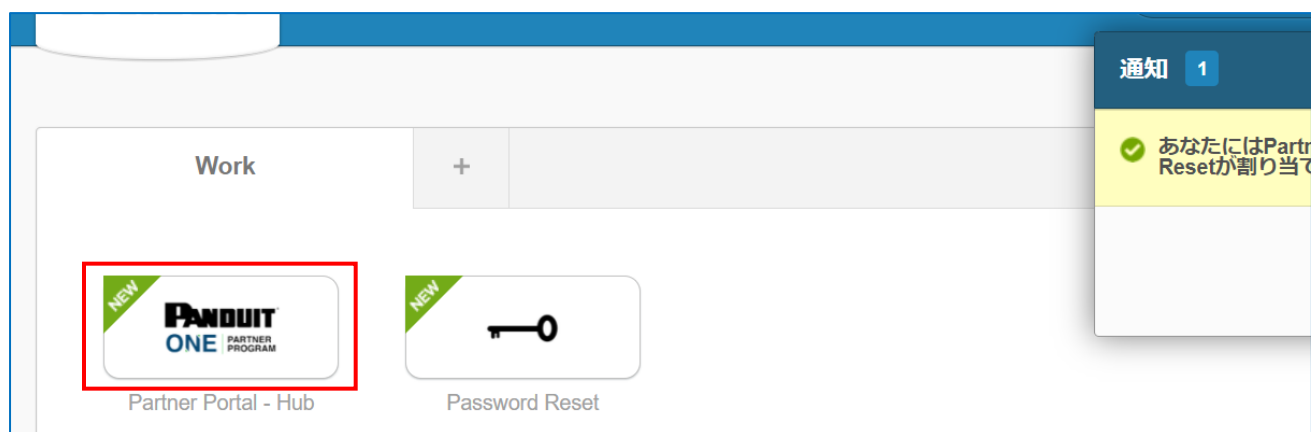 通知 1
あなたにはPartn
Resetが割り当て
Work
+
NEW
PANDUIT
ONE PARTNER
PROGRAM
NEW
Partner Portal - Hub
Password Reset